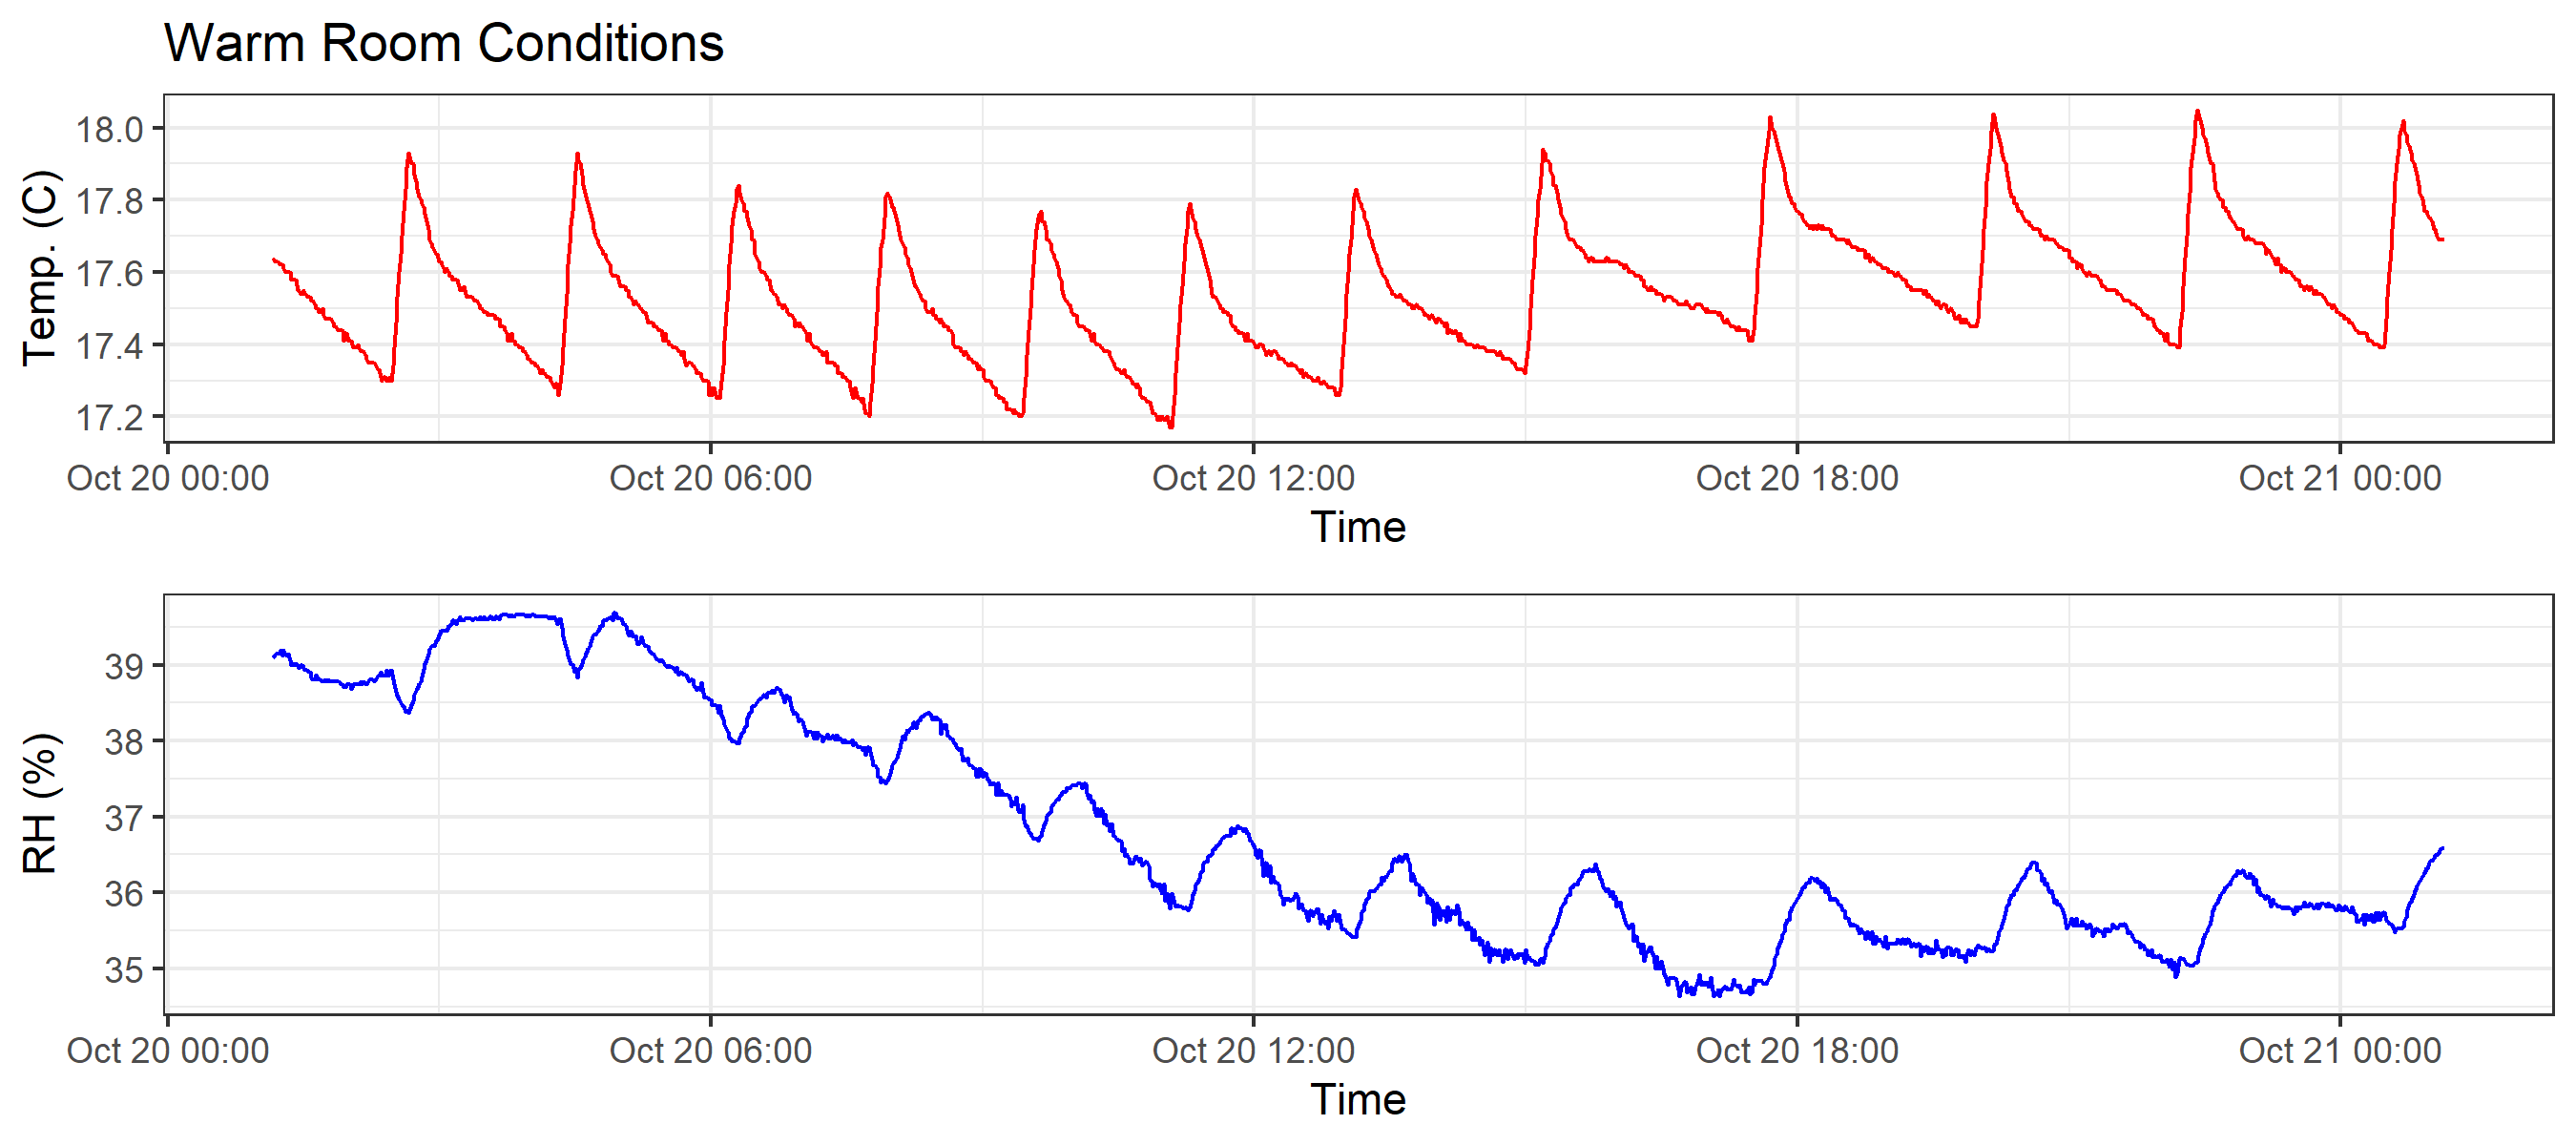 Warm Room Conditions
Temp. (C)
18.0
17.8
17.6
17.4
17.2
Oct 20 00:00 Oct 20 06:00 Oct 20 12:00 Oct 20 18:00 Oct 21 00:00
Time
RH (%)
39
38
37
36
35
Oct 20 00:00 Oct 20 06:00 Oct 20 12:00 Oct 20 18:00 Oct 21 00:00
Time